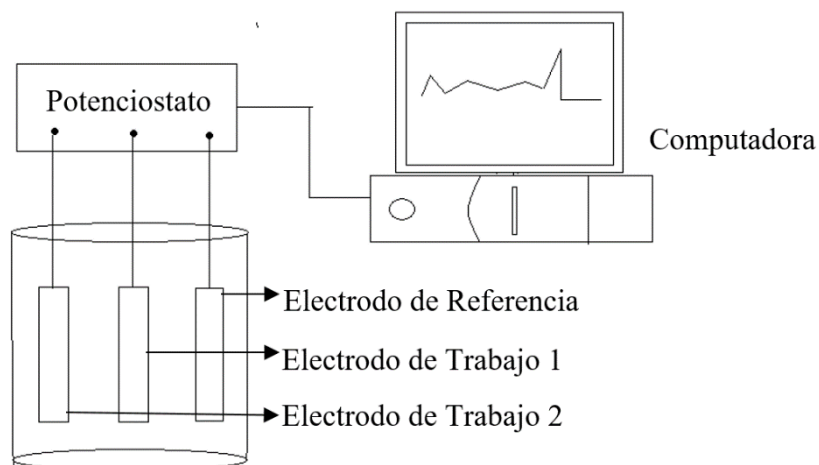 Potenciostato
Computadora
Electrodo de Referencia
Electrodo de Trabajo 1
Electrodo de Trabajo 2